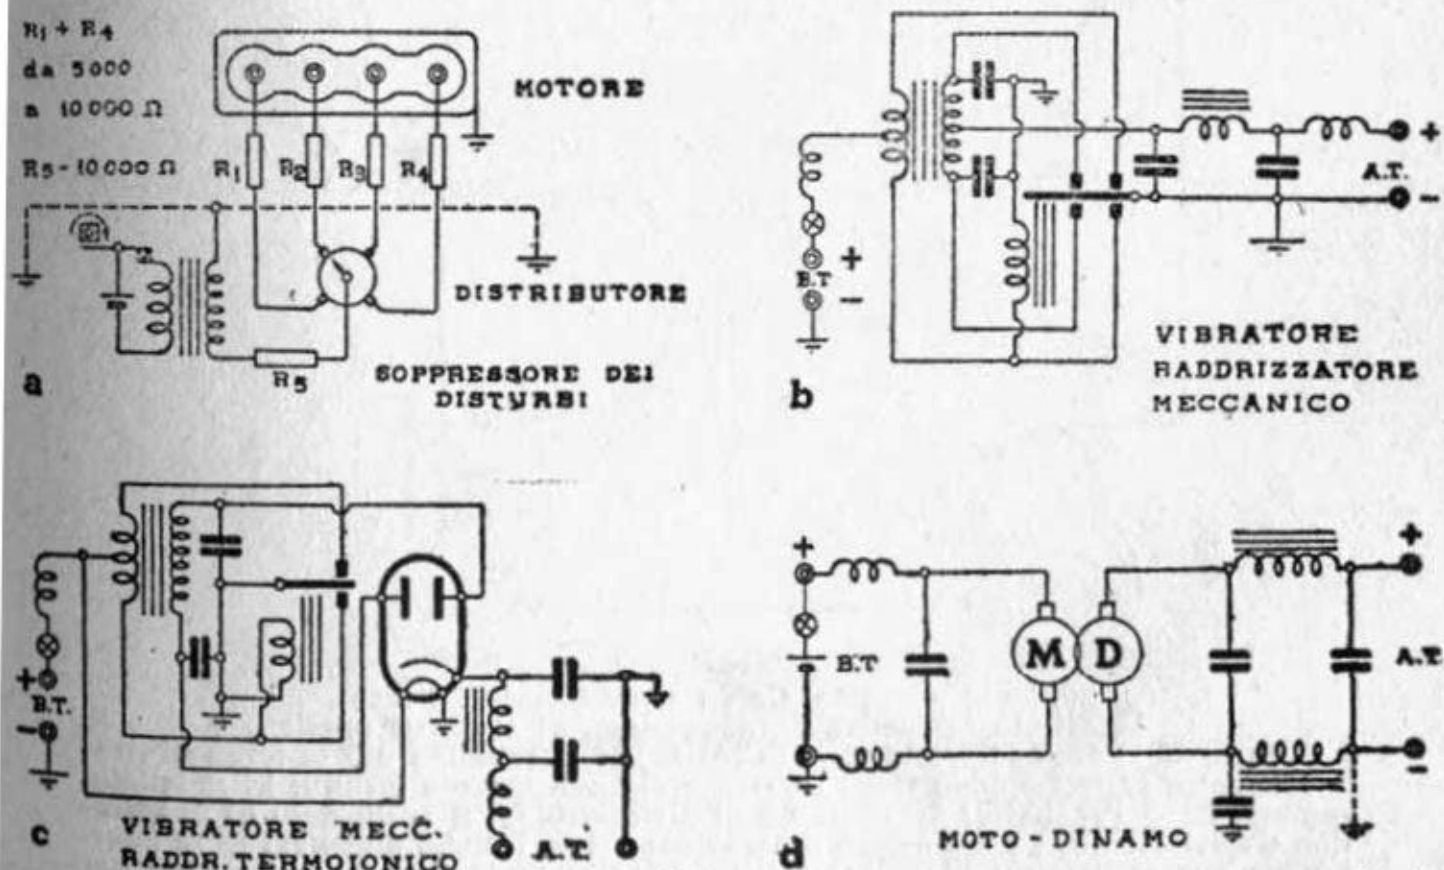 R1 + R4
da 5000
a 10000 Ω
R5 - 10000 Ω
MOTORE
R1 R2 R3 R4
DISTRIBUTORE
R5
SOPPRESSORE DEI
DISTURBI
a
+
A.T.
-
+
B.T
-
VIBRATORE
RADDRIZZATORE
MECCANICO
b
+
B.T.
-
A.T.
c
VIBRATORE MECC.
RADDR. TERMOIONICO
+
B.T
M D
+
A.T.
-
d
MOTO-DINAMO